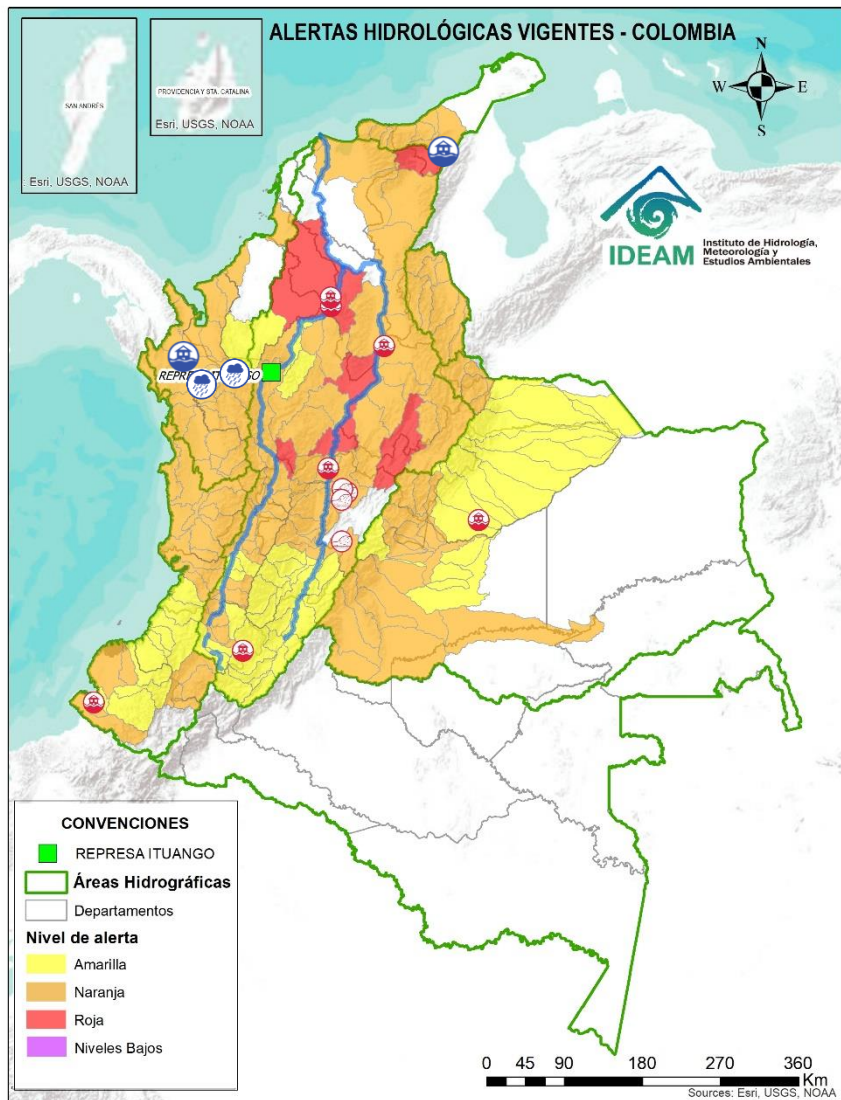 ALERTAS HIDROLÓGICAS VIGENTES - COLOMBIA
SAN ANDRÉS
Esri, USGS, NOAA
PROVIDENCIA Y STA. CATALINA
Esri, USGS, NOAA
N
W E
S
IDEAM
Instituto de Hidrología,
Meteorología y
Estudios Ambientales
CONVENCIONES
REPRESA ITUANGO
Áreas Hidrográficas
Departamentos
Nivel de alerta
Amarilla
Naranja
Roja
Niveles Bajos
0 45 90 180 270 360
Km
Sources: Esri, USGS, NOAA